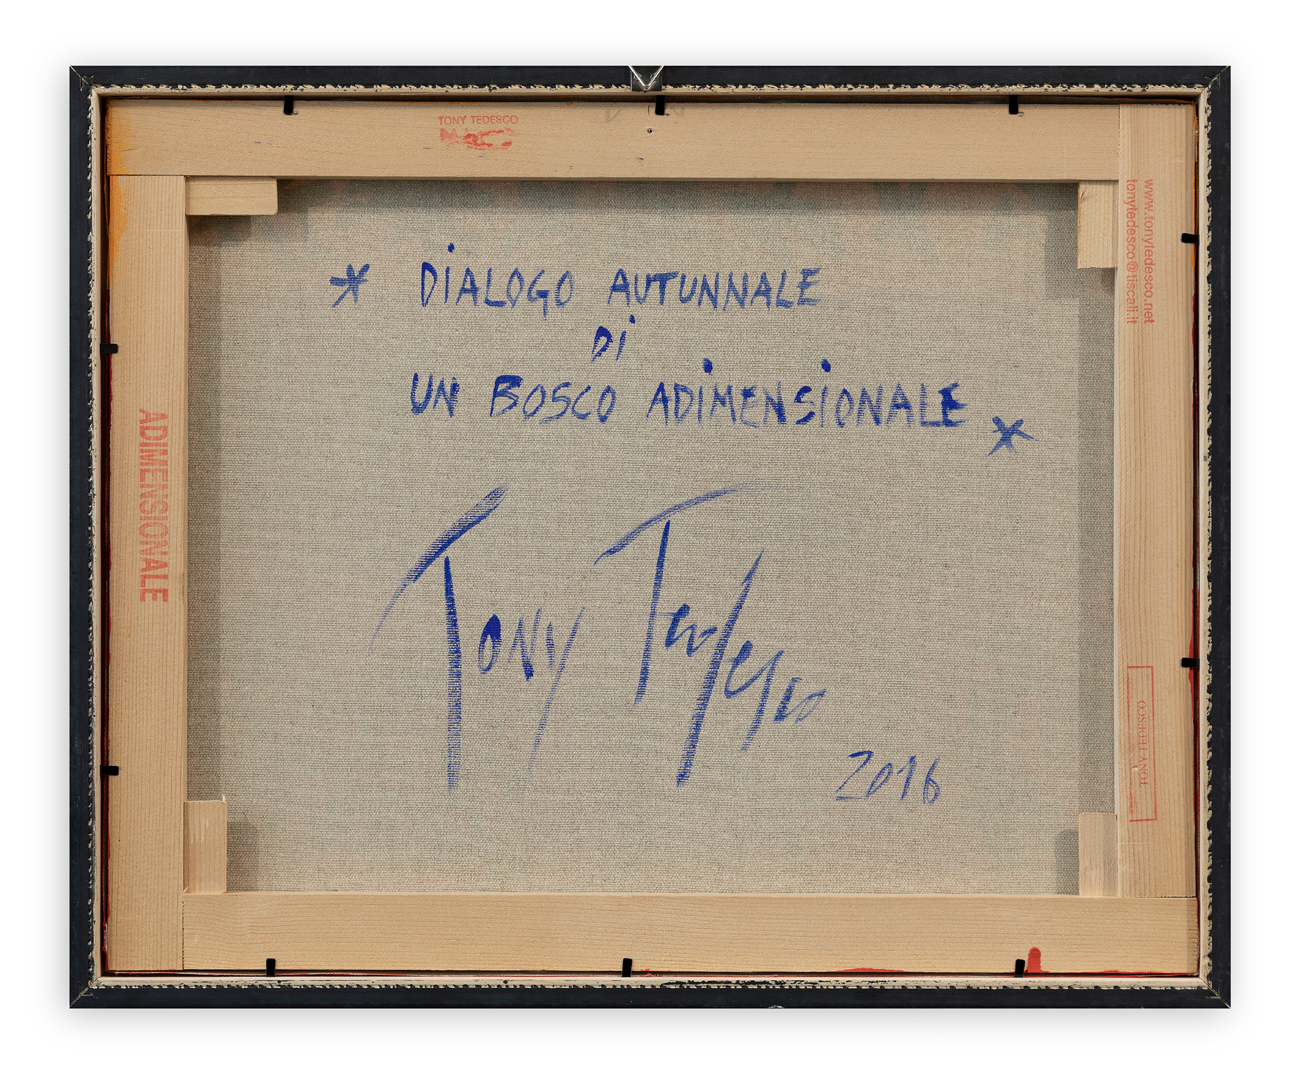 TONY TEDESCO
* DiALOGO AUTUNNALE
Di
UN BOSCO ADiMENSiONALE *
Tony Tedesco
2016
ADIMENSIONALE
www.tonytedesco.net
tonytedesco@tiscali.it